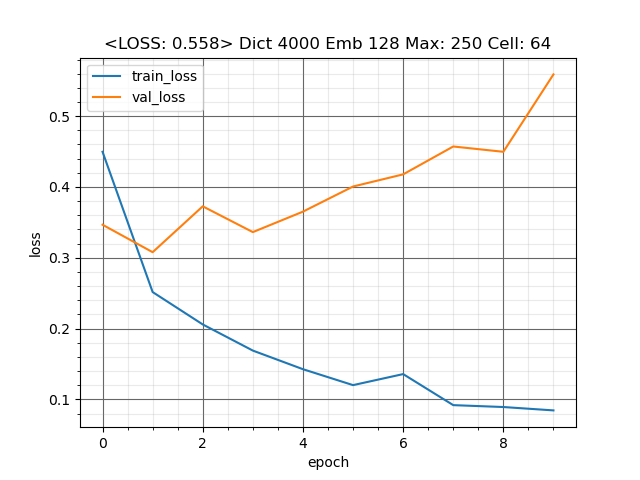 <LOSS: 0.558> Dict 4000 Emb 128 Max: 250 Cell: 64
train_loss
val_loss
loss
0.5
0.4
0.3
0.2
0.1
0 2 4 6 8
epoch